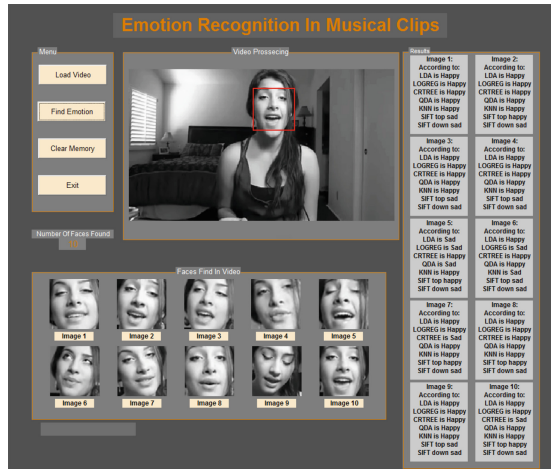 Emotion Recognition In Musical Clips
Menu
Load Video
Find Emotion
Clear Memory
Exit
Number Of Faces Found
10
Video Prossecing
Faces Find In Video
Image 1
Image 2
Image 3
Image 4
Image 5
Image 6
Image 7
Image 8
Image 9
Image 10
Results
Image 1:
According to:
LDA is Happy
LOGREG is Happy
CRTREE is Happy
QDA is Happy
KNN is Happy
SIFT top sad
SIFT down sad
Image 2:
According to:
LDA is Happy
LOGREG is Happy
CRTREE is Happy
QDA is Happy
KNN is Happy
SIFT top happy
SIFT down sad
Image 3:
According to:
LDA is Happy
LOGREG is Happy
CRTREE is Happy
QDA is Happy
KNN is Happy
SIFT top sad
SIFT down sad
Image 4:
According to:
LDA is Happy
LOGREG is Happy
CRTREE is Happy
QDA is Happy
KNN is Happy
SIFT top sad
SIFT down sad
Image 5:
According to:
LDA is Sad
LOGREG is Sad
CRTREE is Happy
QDA is Sad
KNN is Happy
SIFT top happy
SIFT down sad
Image 6:
According to:
LDA is Sad
LOGREG is Sad
CRTREE is Happy
QDA is Happy
KNN is Sad
SIFT top sad
SIFT down sad
Image 7:
According to:
LDA is Happy
LOGREG is Happy
CRTREE is Sad
QDA is Happy
KNN is Happy
SIFT top happy
SIFT down sad
Image 8:
According to:
LDA is Happy
LOGREG is Happy
CRTREE is Happy
QDA is Happy
KNN is Happy
SIFT top happy
SIFT down sad
Image 9:
According to:
LDA is Happy
LOGREG is Happy
CRTREE is Happy
QDA is Happy
KNN is Happy
SIFT top sad
SIFT down sad
Image 10:
According to:
LDA is Happy
LOGREG is Happy
CRTREE is Sad
QDA is Happy
KNN is Happy
SIFT top happy
SIFT down sad